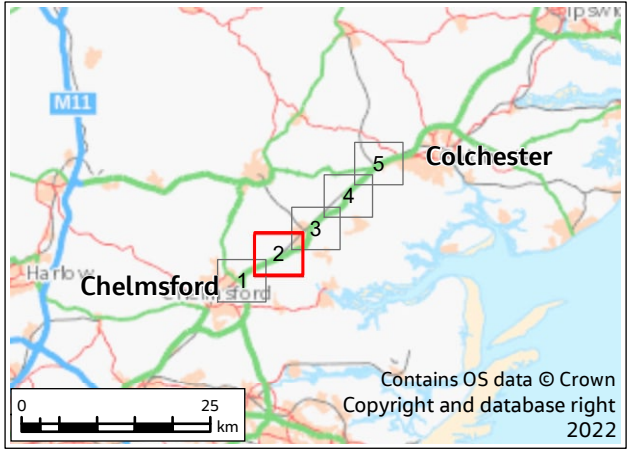 M11
Colchester
5
4
3
2
1
Harlow
Chelmsford
Contains OS data © Crown
Copyright and database right
2022
0 25
km